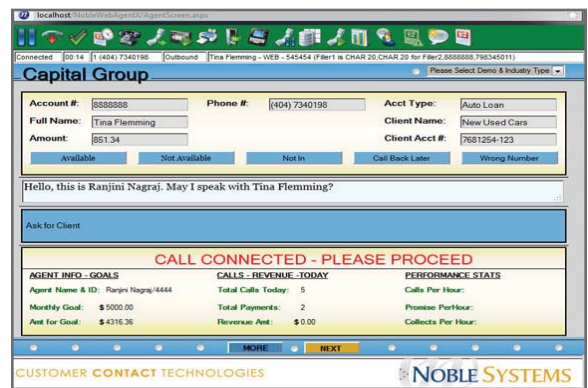 localhost/NobleWebAgentX/AgentScreen.aspx
Connected 00:14 1 (404) 7340198 Outbound Tina Flemming - WEB - 545454 (Filler1 is CHAR 20,CHAR 20 for Filler2,8888888,798345011)
Capital Group
Please Select Demo & Industry Type
Account #: 8888888 Phone #: (404) 7340198 Acct Type: Auto Loan
Full Name: Tina Flemming Client Name: New Used Cars
Amount: 851.34 Client Acct #: 7681254-123
Available Not Available Not In Call Back Later Wrong Number
Hello, this is Ranjini Nagraj. May I speak with Tina Flemming?
Ask for Client
CALL CONNECTED - PLEASE PROCEED
AGENT INFO - GOALS CALLS - REVENUE -TODAY PERFORMANCE STATS
Agent Name & ID: Ranjini Nagraj/4444 Total Calls Today: 5 Calls Per Hour:
Monthly Goal: $ 5000.00 Total Payments: 2 Promise PerHour:
Amt for Goal: $ 4316.36 Revenue Amt: $ 0.00 Collects Per Hour:
MORE NEXT
CUSTOMER CONTACT TECHNOLOGIES NOBLE SYSTEMS